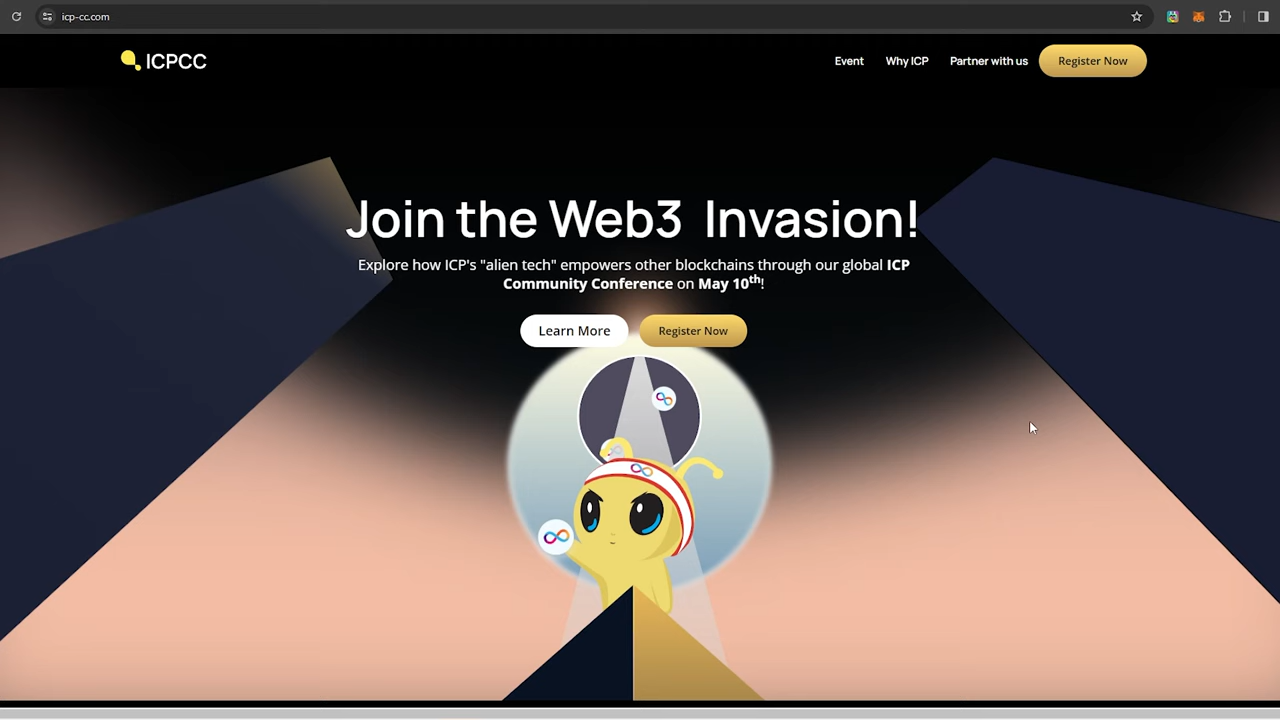 icp-cc.com
ICPCC
Event Why ICP Partner with us Register Now
Join the Web3 Invasion!
Explore how ICP's "alien tech" empowers other blockchains through our global ICP
Community Conference on May 10th!
Learn More Register Now